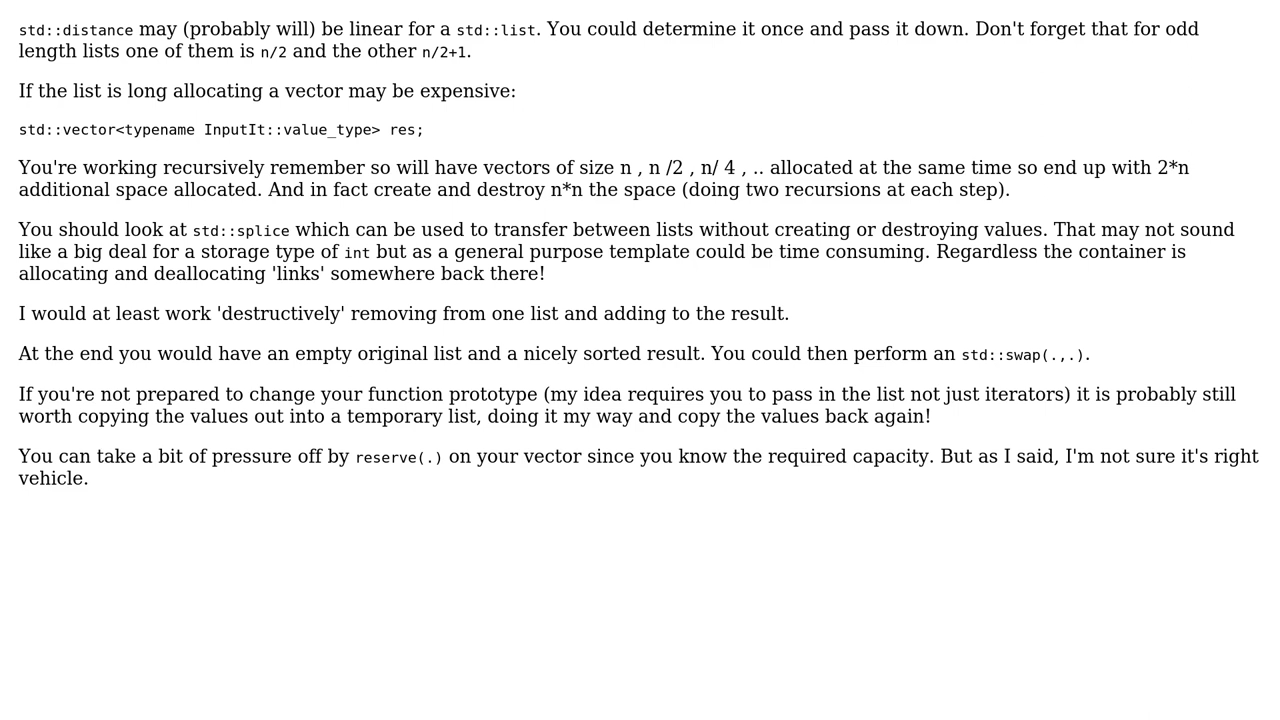 std::distance may (probably will) be linear for a std::list. You could determine it once and pass it down. Don't forget that for odd
length lists one of them is n/2 and the other n/2+1.
If the list is long allocating a vector may be expensive:
std::vector<typename InputIt::value_type> res;
You're working recursively remember so will have vectors of size n , n /2 , n/ 4 , .. allocated at the same time so end up with 2*n
additional space allocated. And in fact create and destroy n*n the space (doing two recursions at each step).
You should look at std::splice which can be used to transfer between lists without creating or destroying values. That may not sound
like a big deal for a storage type of int but as a general purpose template could be time consuming. Regardless the container is
allocating and deallocating 'links' somewhere back there!
I would at least work 'destructively' removing from one list and adding to the result.
At the end you would have an empty original list and a nicely sorted result. You could then perform an std::swap(.,.).
If you're not prepared to change your function prototype (my idea requires you to pass in the list not just iterators) it is probably still
worth copying the values out into a temporary list, doing it my way and copy the values back again!
You can take a bit of pressure off by reserve(.) on your vector since you know the required capacity. But as I said, I'm not sure it's right
vehicle.